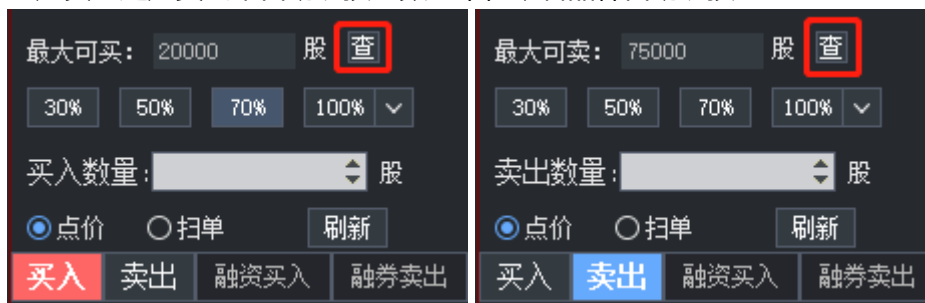 最大可买： 20000 股 查
30% 50% 70% 100%
买入数量： 股
点价 扫单 刷新
买入 卖出 融资买入 融券卖出
最大可卖： 75000 股 查
30% 50% 70% 100%
卖出数量： 股
点价 扫单 刷新
买入 卖出 融资买入 融券卖出